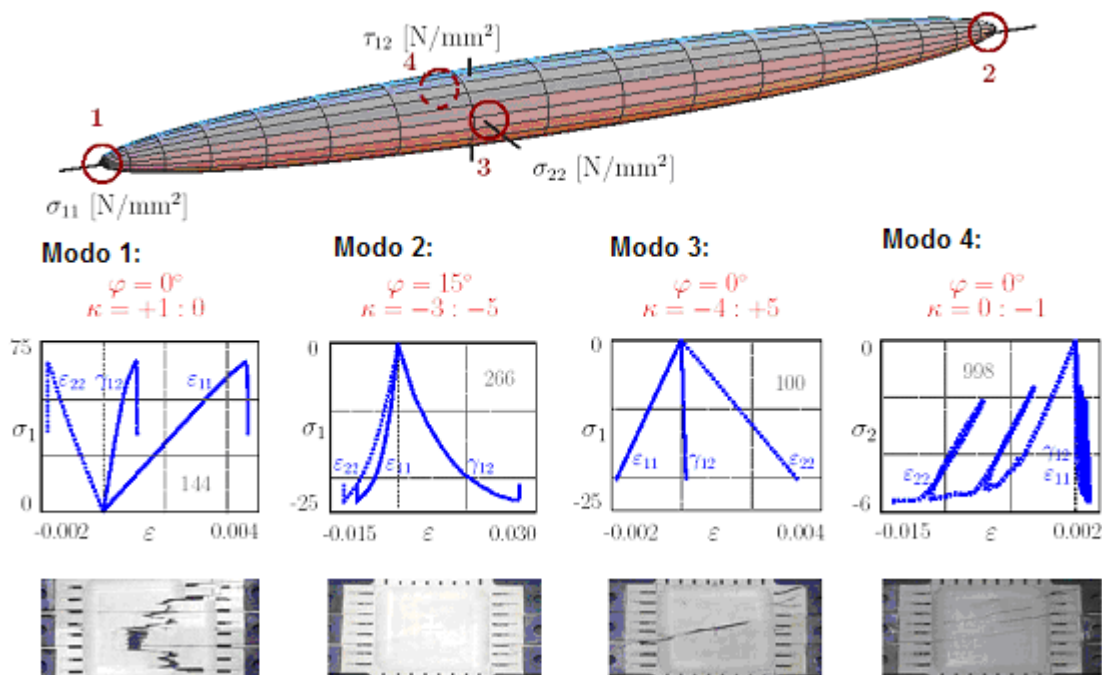 τ₁₂ [N/mm²]
4
2
1
3
σ₂₂ [N/mm²]
σ₁₁ [N/mm²]
Modo 1:
φ = 0°
κ = +1 : 0
75
ε₂₂ γ₁₂ ε₁₁
σ₁
144
0
-0.002 ε 0.004
Modo 2:
φ = 15°
κ = −3 : −5
0
266
σ₁
ε₂₂ ε₁₁ γ₁₂
-25
-0.015 ε 0.030
Modo 3:
φ = 0°
κ = −4 : +5
0
100
σ₁
ε₁₁ γ₁₂ ε₂₂
-25
-0.002 ε 0.004
Modo 4:
φ = 0°
κ = 0 : −1
0
998
σ₂
γ₁₂
ε₂₂ ε₁₁
-6
-0.015 ε 0.002